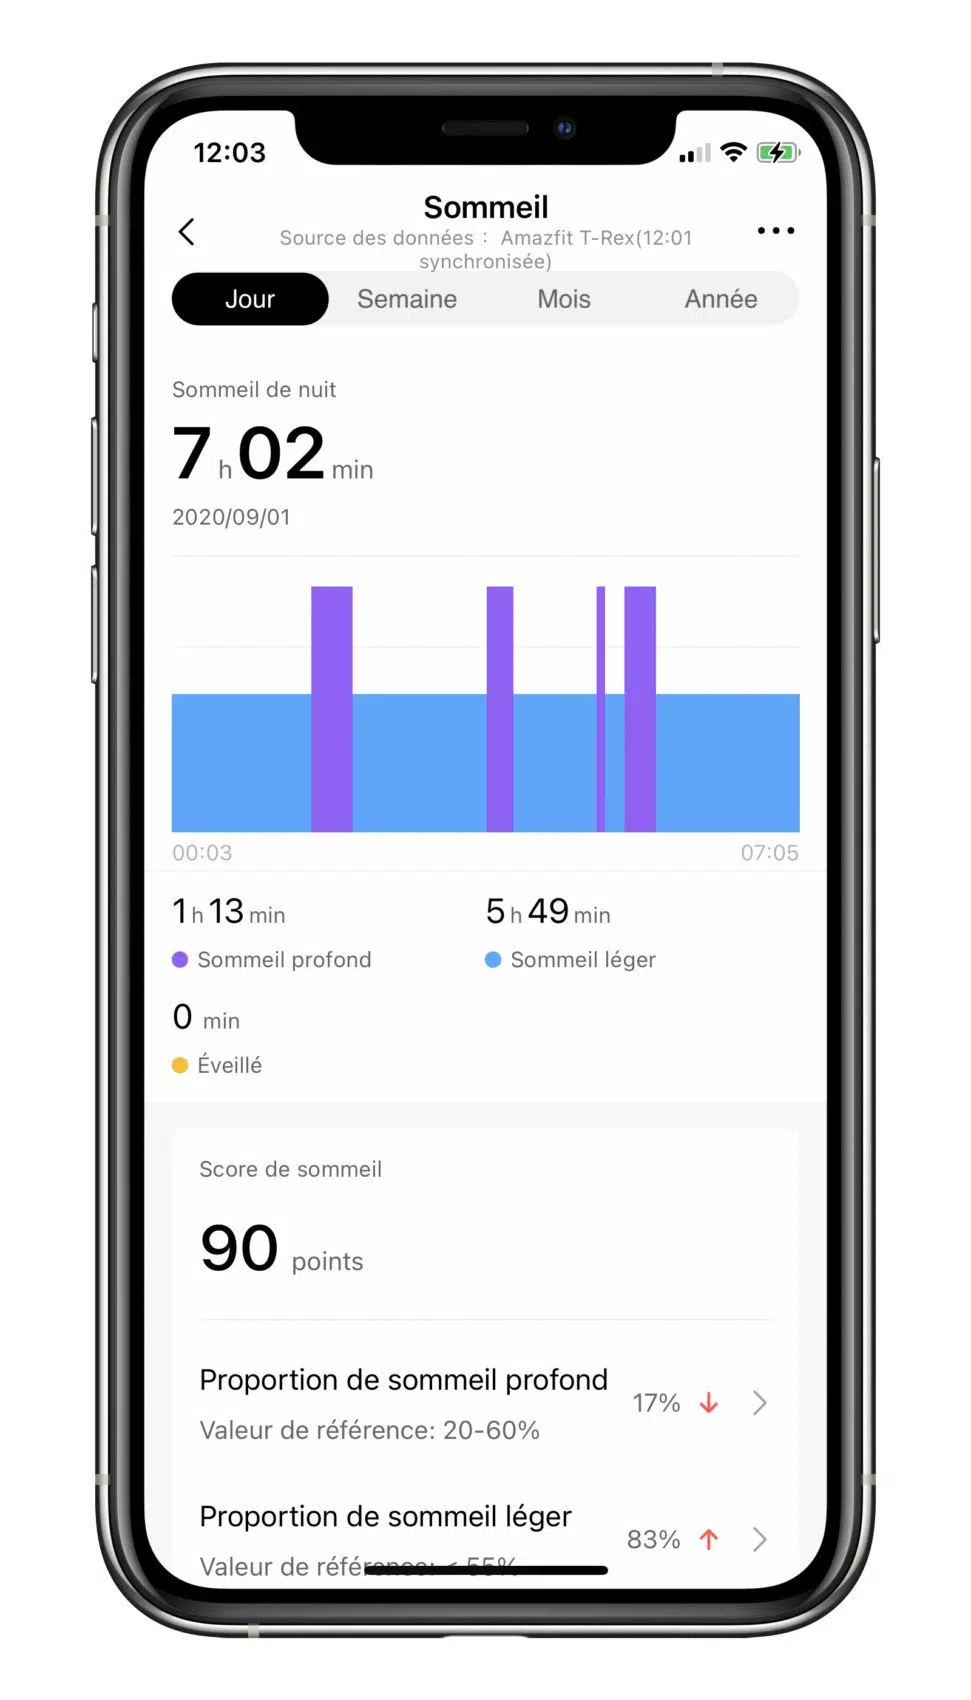 12:03
Sommeil
Source des données : Amazfit T-Rex(12:01
synchronisée)
Jour Semaine Mois Année
Sommeil de nuit
7 h 02 min
2020/09/01
00:03 07:05
1 h 13 min 5 h 49 min
Sommeil profond Sommeil léger
0 min
Éveillé
Score de sommeil
90 points
Proportion de sommeil profond
17%
Valeur de référence: 20-60%
Proportion de sommeil léger
83%
Valeur de référence: < 55%